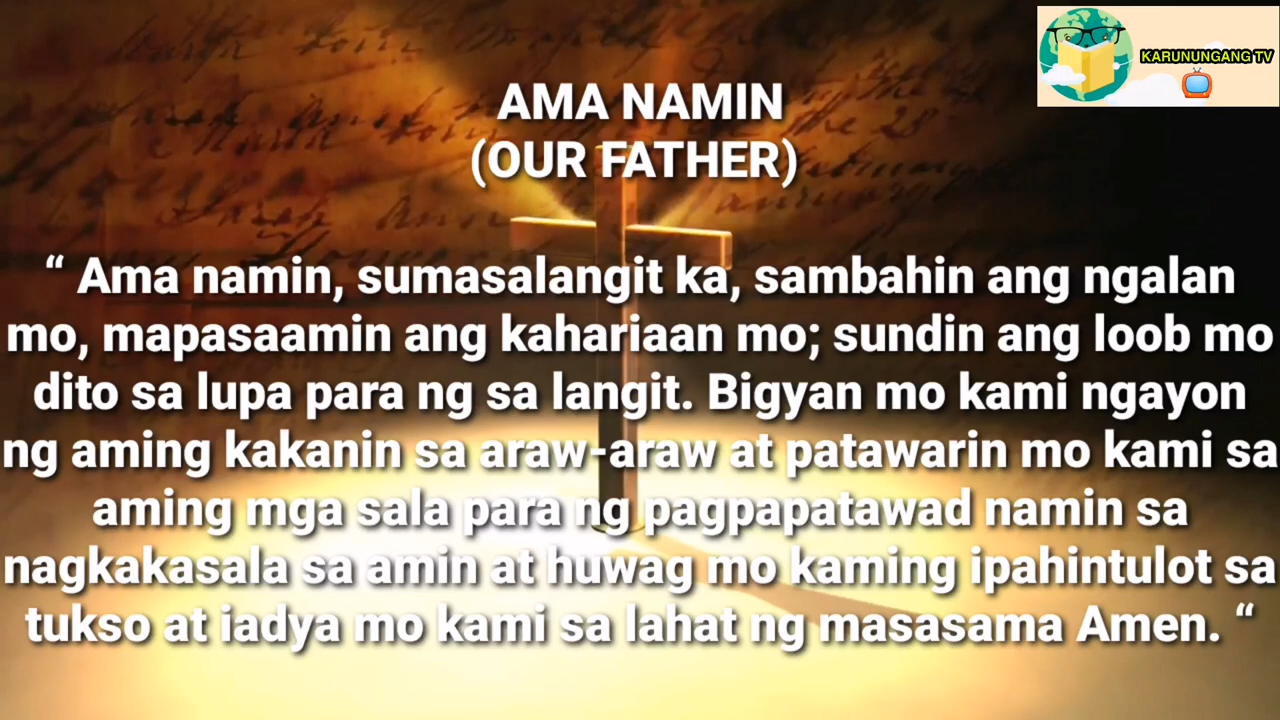 KARUNUNGANG TV
AMA NAMIN
(OUR FATHER)
“ Ama namin, sumasalangit ka, sambahin ang ngalan
mo, mapasaamin ang kahariaan mo; sundin ang loob mo
dito sa lupa para ng sa langit. Bigyan mo kami ngayon
ng aming kakanin sa araw-araw at patawarin mo kami sa
aming mga sala para ng pagpapatawad namin sa
nagkakasala sa amin at huwag mo kaming ipahintulot sa
tukso at iadya mo kami sa lahat ng masasama Amen. “